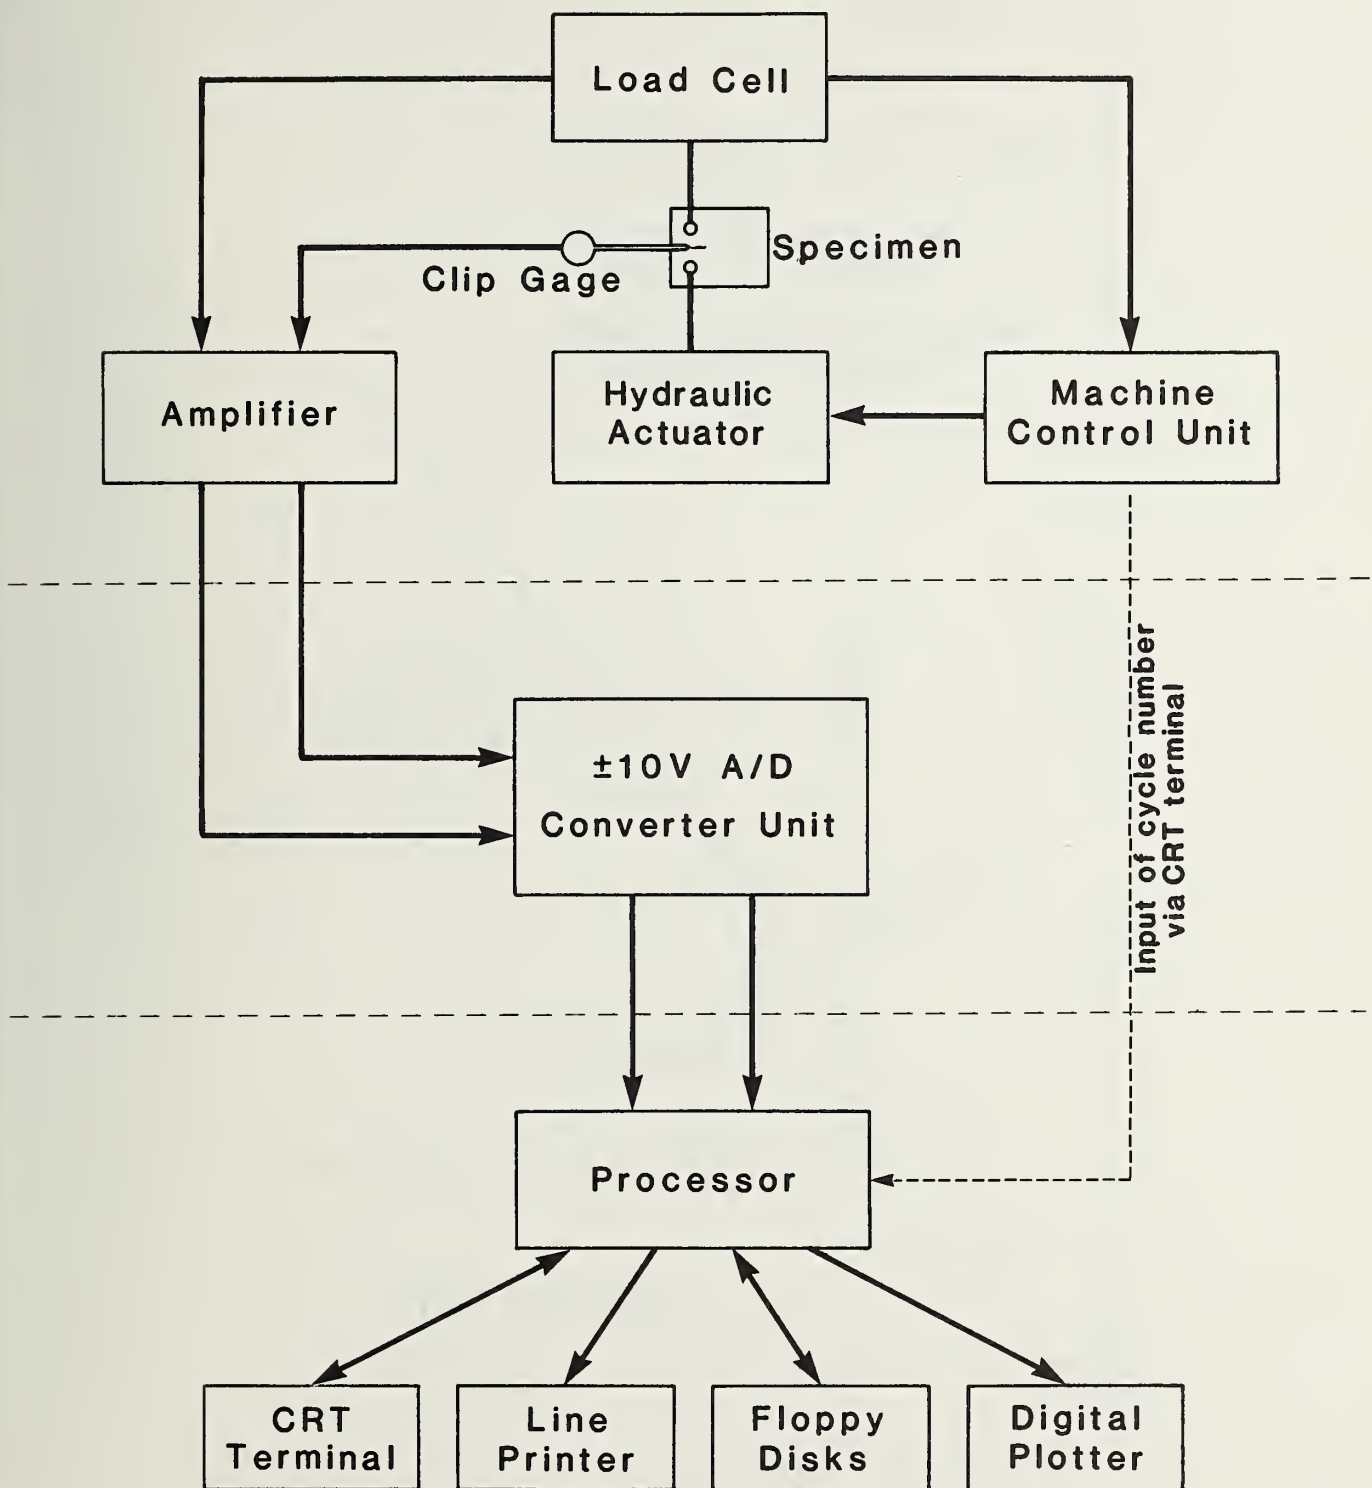 Load Cell
Specimen
Clip Gage
Amplifier
Hydraulic
Actuator
Machine
Control Unit
Input of cycle number
via CRT terminal
±10V A/D
Converter Unit
Processor
CRT
Terminal
Line
Printer
Floppy
Disks
Digital
Plotter